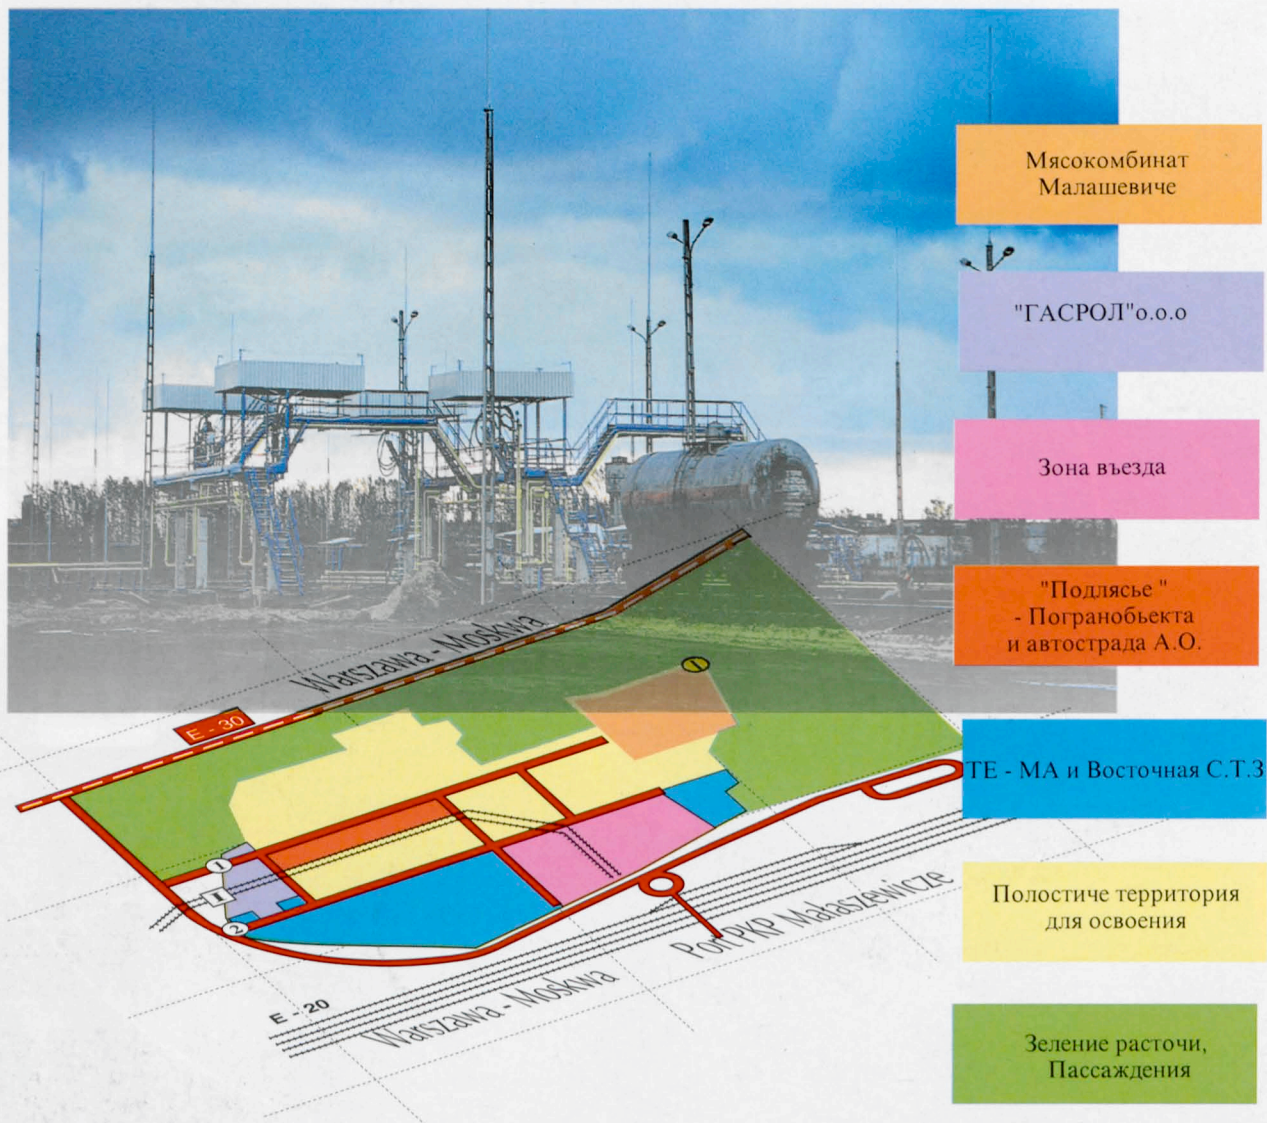 Мясокомбинат
Малашевиче
"ГАСРОЛ"о.о.о
Зона въезда
"Подлясье "
- Погранобьекта
и автострада А.О.
ТЕ - МА и Восточная С.Т.З
Полостиче территория
для освоения
Зеление расточи,
Пассаждения
Warszawa - Moskwa
E - 30
1
1
I
2
E - 20
Warszawa - Moskwa
Port PKP Małaszewicze